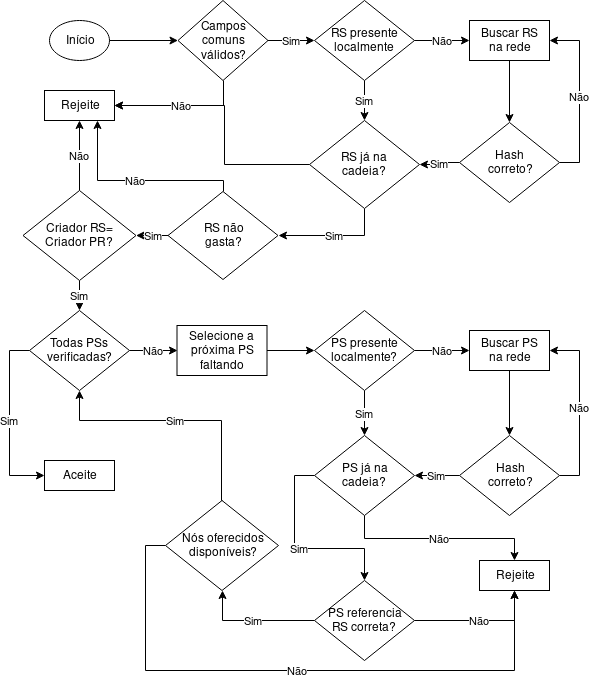 Início
Campos
comuns
válidos?
Sim
RS presente
localmente
Não
Buscar RS
na rede
Não
Rejeite
Não
Sim
RS já na
cadeia?
Sim
Hash
correto?
Não
Não
Criador RS=
Criador PR?
Sim
RS não
gasta?
Sim
Sim
Todas PSs
verificadas?
Não
Selecione a
próxima PS
faltando
PS presente
localmente?
Não
Buscar PS
na rede
Não
Sim
Sim
Sim
Aceite
PS já na
cadeia?
Sim
Hash
correto?
Nós oferecidos
disponíveis?
Sim
Não
Rejeite
Sim
PS referencia
RS correta?
Não
Não